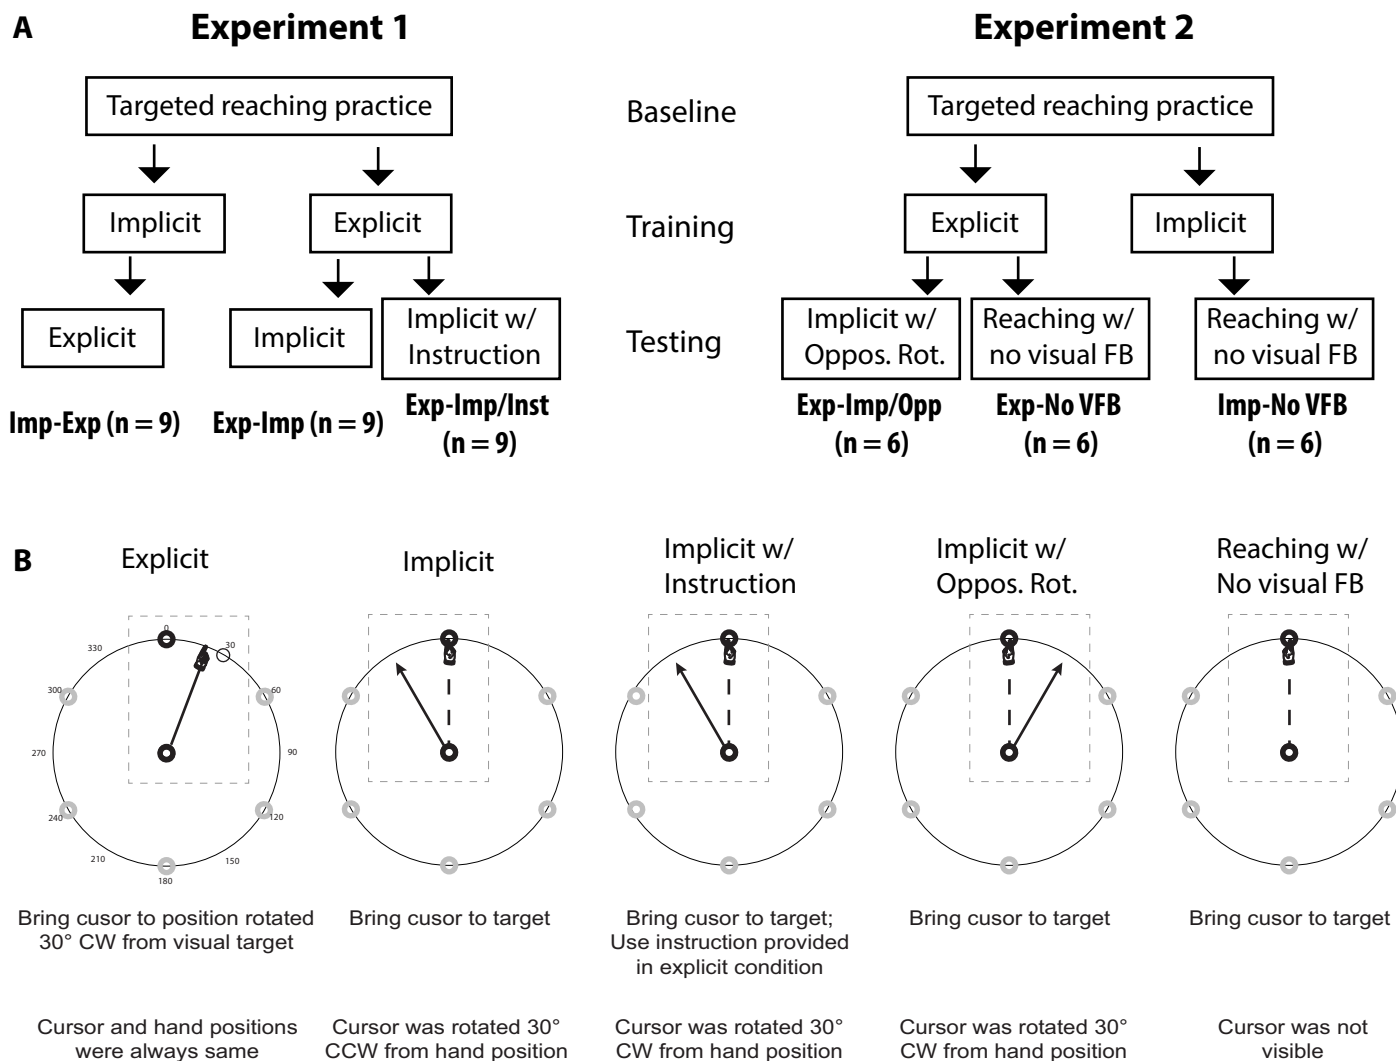 A
Experiment 1
Experiment 2
Targeted reaching practice
Baseline
Targeted reaching practice
Implicit
Explicit
Training
Explicit
Implicit
Explicit
Implicit
Implicit w/
Instruction
Testing
Implicit w/
Oppos. Rot.
Reaching w/
no visual FB
Reaching w/
no visual FB
Imp-Exp (n = 9)
Exp-Imp (n = 9)
Exp-Imp/Inst
(n = 9)
Exp-Imp/Opp
(n = 6)
Exp-No VFB
(n = 6)
Imp-No VFB
(n = 6)
B
Explicit
Implicit
Implicit w/
Instruction
Implicit w/
Oppos. Rot.
Reaching w/
No visual FB
0
30
60
90
120
150
180
210
240
270
300
330
Bring cusor to position rotated
30° CW from visual target
Bring cusor to target
Bring cusor to target;
Use instruction provided
in explicit condition
Bring cusor to target
Bring cusor to target
Cursor and hand positions
were always same
Cursor was rotated 30°
CCW from hand position
Cursor was rotated 30°
CW from hand position
Cursor was rotated 30°
CW from hand position
Cursor was not
visible